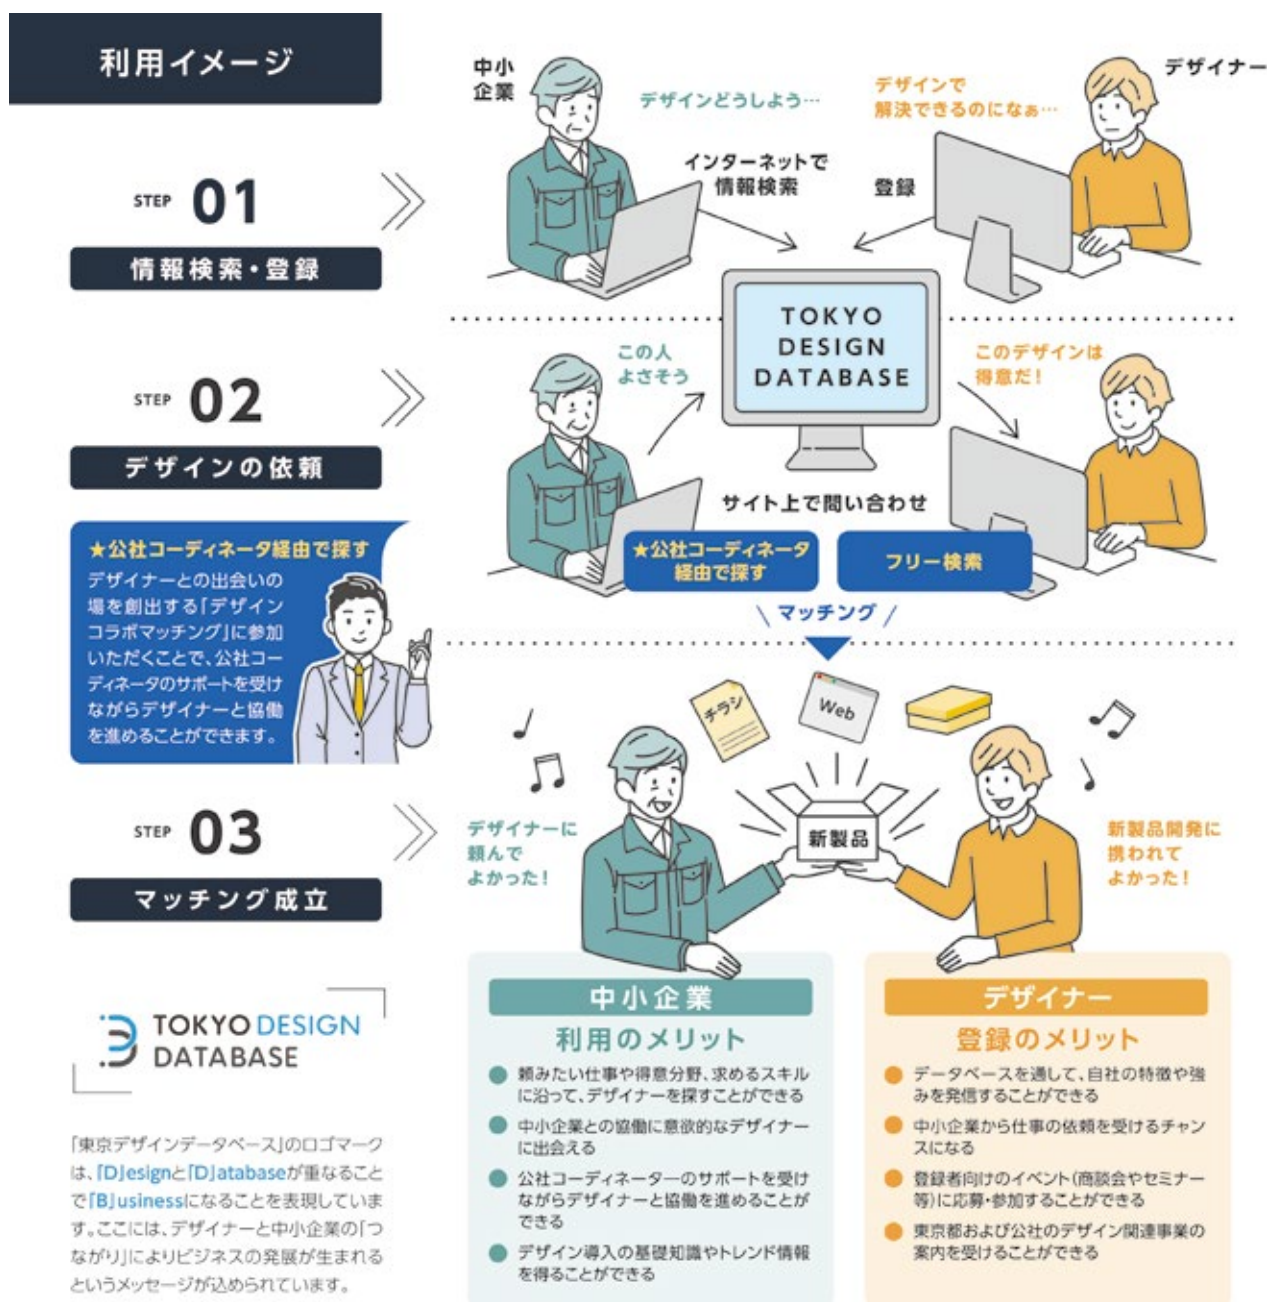 利用イメージ
中小
企業
デザインどうしよう…
デザインで
解決できるのになぁ…
デザイナー
インターネットで
情報検索
登録
STEP 01
情報検索・登録
TOKYO
DESIGN
DATABASE
この人
よさそう
このデザインは
得意だ！
STEP 02
デザインの依頼
サイト上で問い合わせ
★公社コーディネータ
経由で探す
フリー検索
マッチング
★公社コーディネータ経由で探す
デザイナーとの出会いの
場を創出する「デザイン
コラボマッチング」に参加
いただくことで、公社コー
ディネータのサポートを受け
ながらデザイナーと協働
を進めることができます。
チラシ
Web
新製品
STEP 03
マッチング成立
デザイナーに
頼んで
よかった！
新製品開発に
携われて
よかった！
中小企業
利用のメリット
頼みたい仕事や得意分野、求めるスキル
に沿って、デザイナーを探すことができる
中小企業との協働に意欲的なデザイナー
に出会える
公社コーディネーターのサポートを受け
ながらデザイナーと協働を進めることが
できる
デザイン導入の基礎知識やトレンド情報
を得ることができる
デザイナー
登録のメリット
データベースを通して、自社の特徴や強
みを発信することができる
中小企業から仕事の依頼を受けるチャン
スになる
登録者向けのイベント（商談会やセミナー
等）に応募・参加することができる
東京都および公社のデザイン関連事業の
案内を受けることができる
TOKYO DESIGN
DATABASE
「東京デザインデータベース」のロゴマーク
は、「D」esignと「D」atabaseが重なること
で「B」usinessになることを表現していま
す。ここには、デザイナーと中小企業の「つ
ながり」によりビジネスの発展が生まれる
というメッセージが込められています。